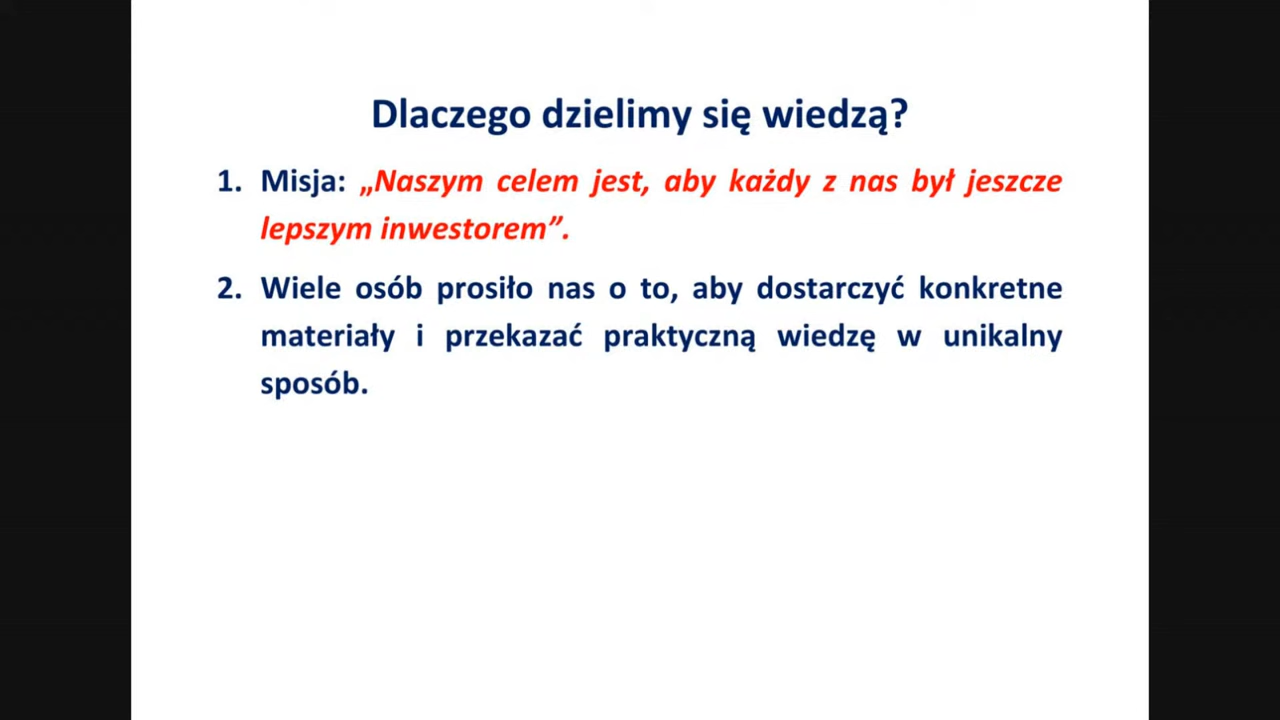 Dlaczego dzielimy się wiedzą?
1. Misja: „Naszym celem jest, aby każdy z nas był jeszcze
lepszym inwestorem”.
2. Wiele osób prosiło nas o to, aby dostarczyć konkretne
materiały i przekazać praktyczną wiedzę w unikalny
sposób.